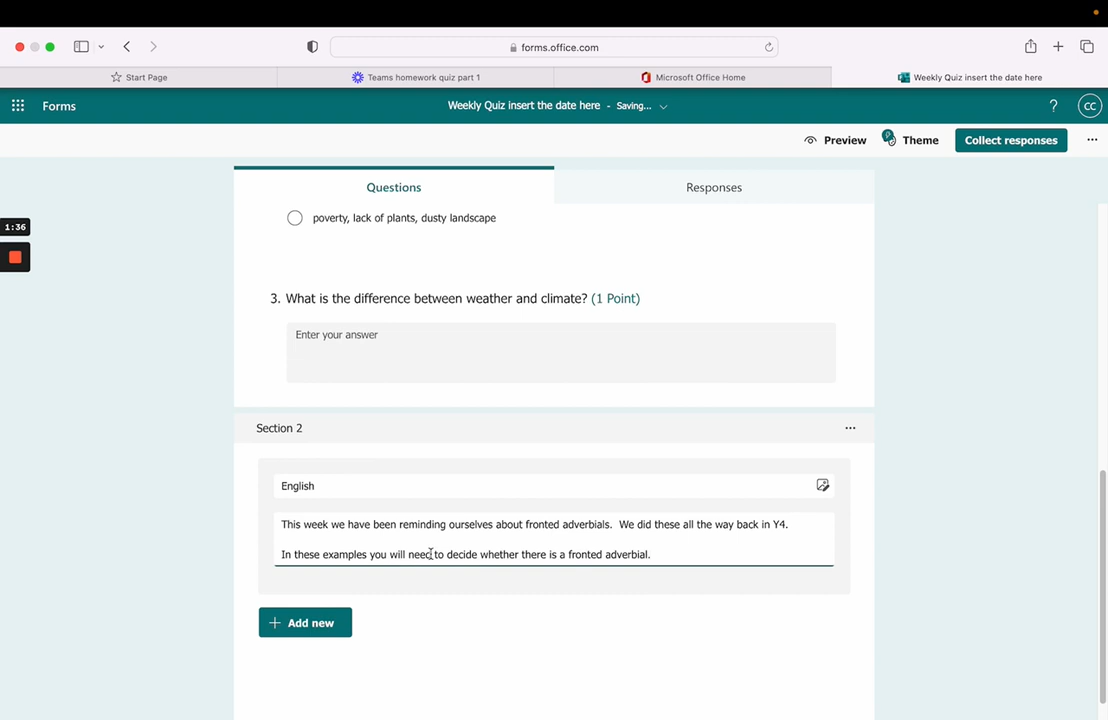 forms.office.com
Start Page
Teams homework quiz part 1
Microsoft Office Home
Weekly Quiz insert the date here
Forms
Weekly Quiz insert the date here - Saving...
?
CC
Preview
Theme
Collect responses
Questions
Responses
1:36
poverty, lack of plants, dusty landscape
3. What is the difference between weather and climate? (1 Point)
Enter your answer
Section 2
English
This week we have been reminding ourselves about fronted adverbials.  We did these all the way back in Y4.
In these examples you will need to decide whether there is a fronted adverbial.
+ Add new